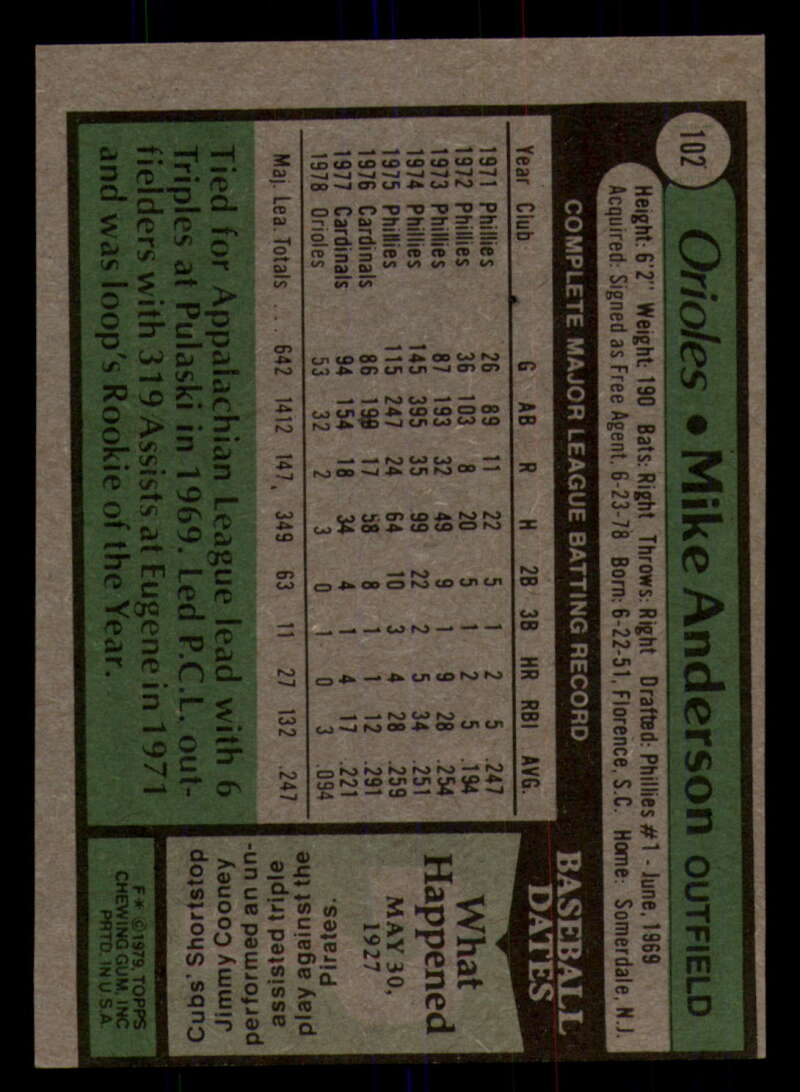 102
Orioles • Mike Anderson OUTFIELD
Height: 6'2" Weight: 190 Bats: Right Throws: Right Drafted: Phillies #1 - June, 1969
Acquired: Signed as Free Agent, 6-23-78 Born: 6-22-51, Florence, S.C. Home: Somerdale, N.J.
COMPLETE MAJOR LEAGUE BATTING RECORD
Year Club G AB R H 2B 3B HR RBI AVG.
1971 Phillies 26 89 11 22 5 1 2 5 .247
1972 Phillies 36 103 8 20 5 1 2 5 .194
1973 Phillies 87 193 32 49 9 1 9 28 .254
1974 Phillies 145 395 35 99 22 2 5 34 .251
1975 Phillies 115 247 24 64 10 3 4 28 .259
1976 Cardinals 86 199 17 58 8 1 1 12 .291
1977 Cardinals 94 154 18 34 4 1 4 17 .221
1978 Orioles 53 32 2 3 0 1 0 3 .094
Maj. Lea Totals ... 642 1412 147 349 63 11 27 132 .247
Tied for Appalachian League lead with 6
Triples at Pulaski in 1969. Led P.C.L. out-
fielders with 319 Assists at Eugene in 1971
and was loop's Rookie of the Year.
BASEBALL
DATES
What
Happened
MAY 30,
1927
Cubs' Shortstop
Jimmy Cooney
performed an un-
assisted triple
play against the
Pirates.
F* ©1979, TOPPS
CHEWING GUM, INC
PRTD. IN U S A.